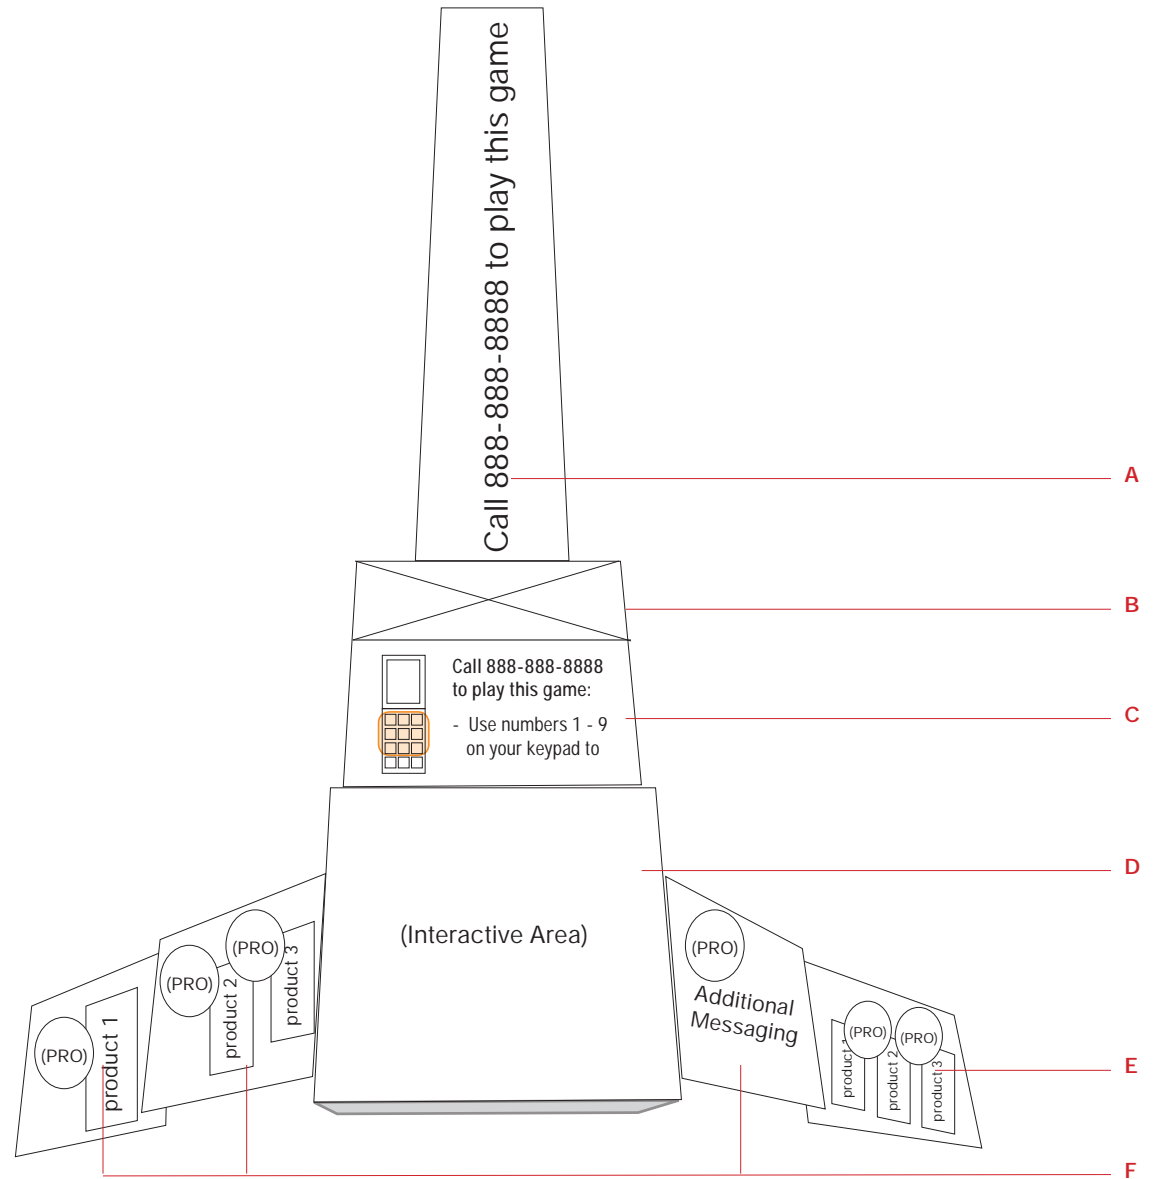 Call 888-888-8888 to play this game
A
B
Call 888-888-8888
to play this game:
- Use numbers 1 - 9
on your keypad to
C
D
(Interactive Area)
(PRO)
product 1
(PRO)
product 2
(PRO)
product 3
(PRO)
Additional
Messaging
product 1
(PRO)
product 2
(PRO)
product 3
E
F